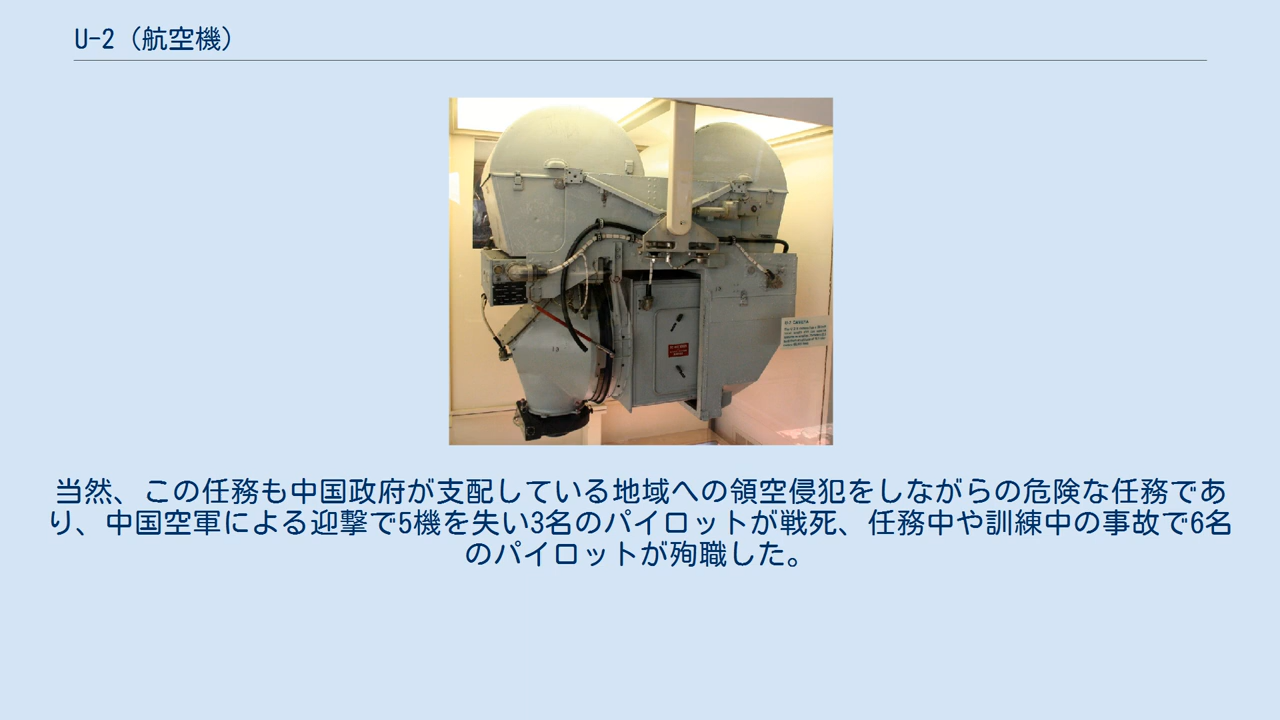 U-2（航空機）
当然、この任務も中国政府が支配している地域への領空侵犯をしながらの危険な任務であ
り、中国空軍による迎撃で5機を失い3名のパイロットが戦死、任務中や訓練中の事故で6名
のパイロットが殉職した。